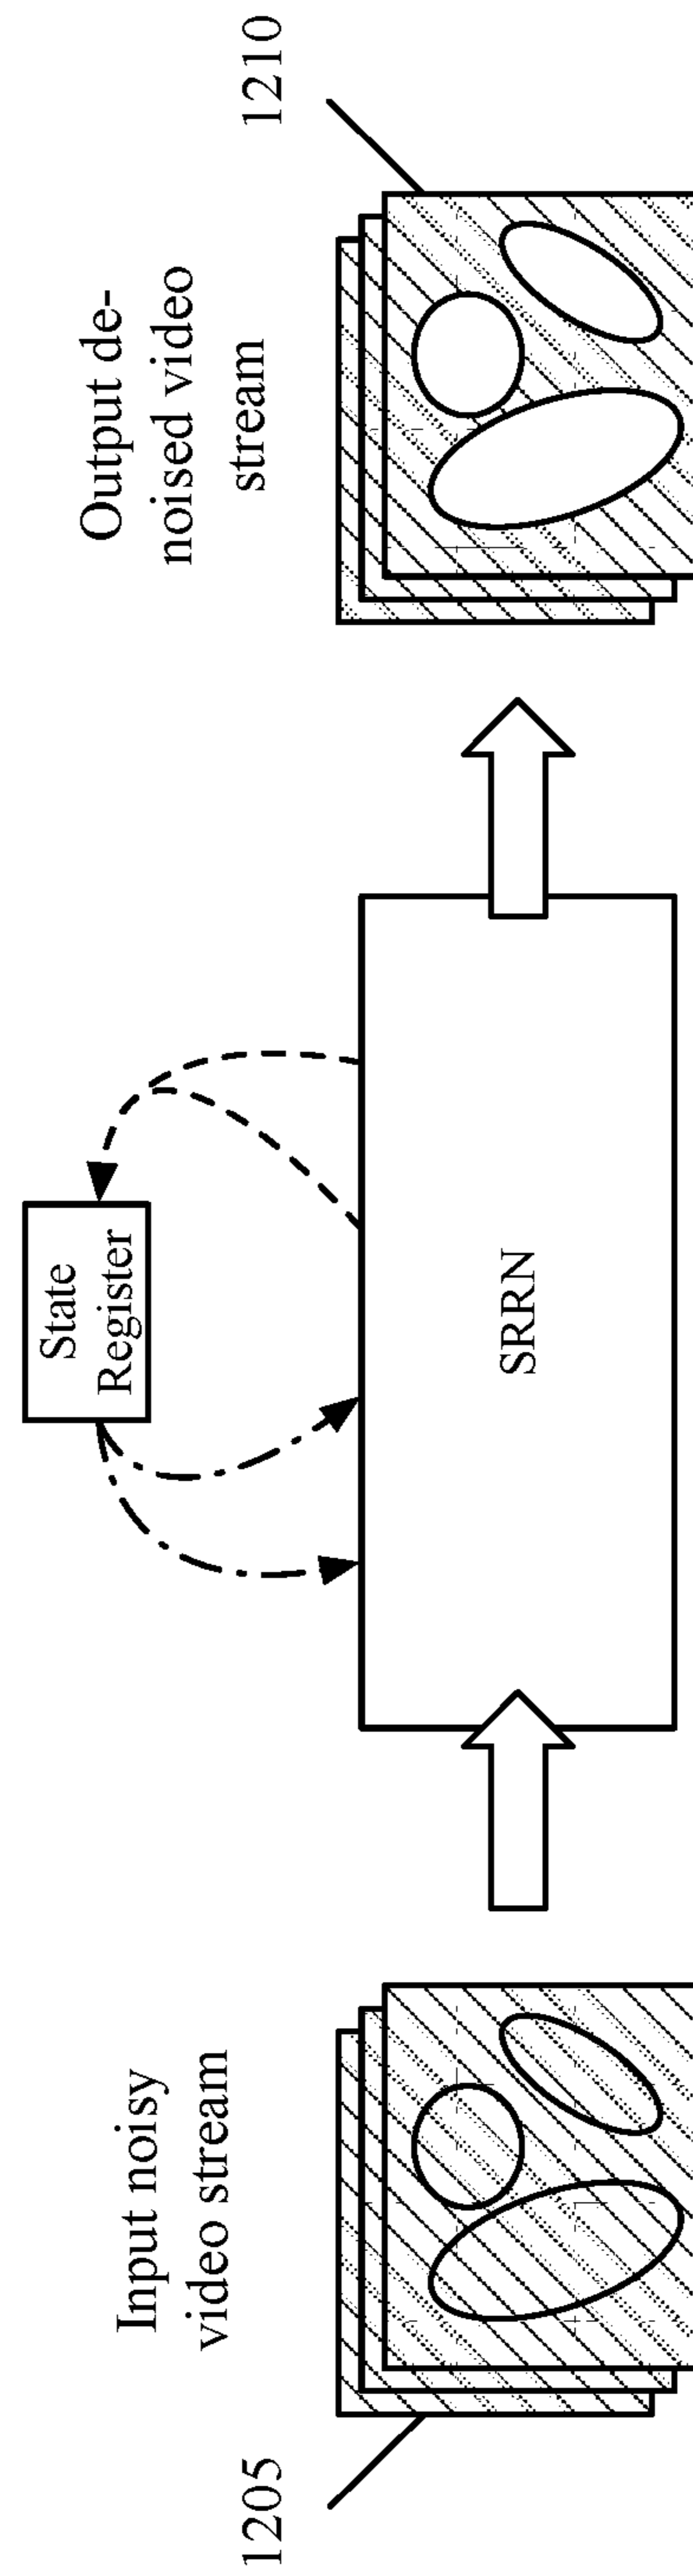 Input noisy
video stream
1205
State
Register
SRRN
Output de-
noised video
stream
1210